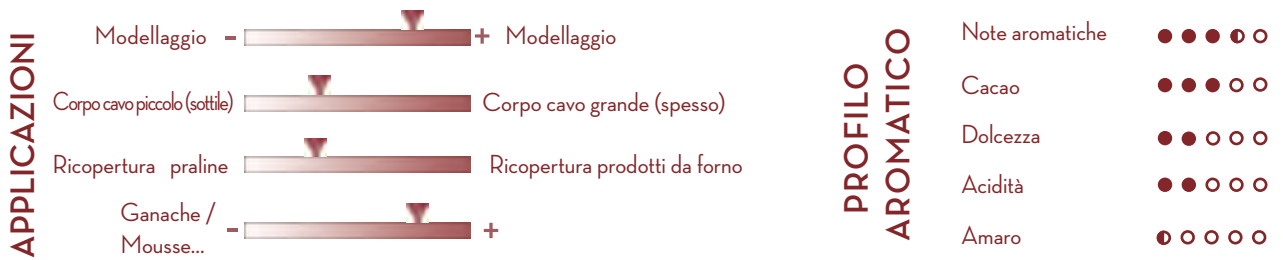 APPLICAZIONI
Modellaggio - + Modellaggio
Corpo cavo piccolo (sottile) Corpo cavo grande (spesso)
Ricopertura praline Ricopertura prodotti da forno
Ganache /
Mousse... - +
PROFILO
AROMATICO
Note aromatiche
Cacao
Dolcezza
Acidità
Amaro